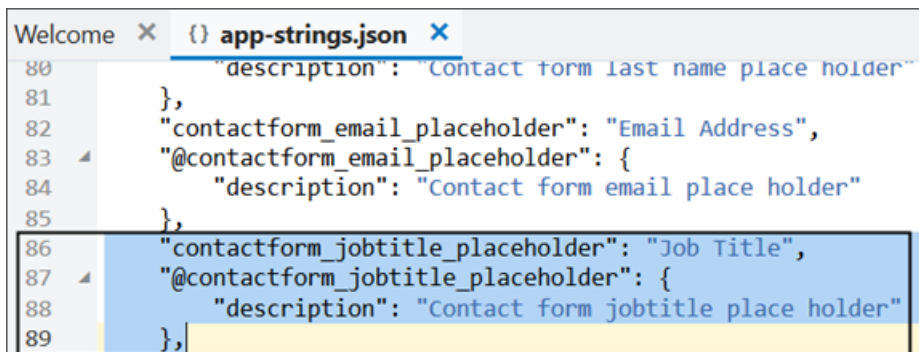 Welcome × {} app-strings.json ×
80 "description": "Contact form last name place holder"
81 },
82 "contactform_email_placeholder": "Email Address",
83 "@contactform_email_placeholder": {
84 "description": "Contact form email place holder"
85 },
86 "contactform_jobtitle_placeholder": "Job Title",
87 "@contactform_jobtitle_placeholder": {
88 "description": "Contact form jobtitle place holder"
89 },